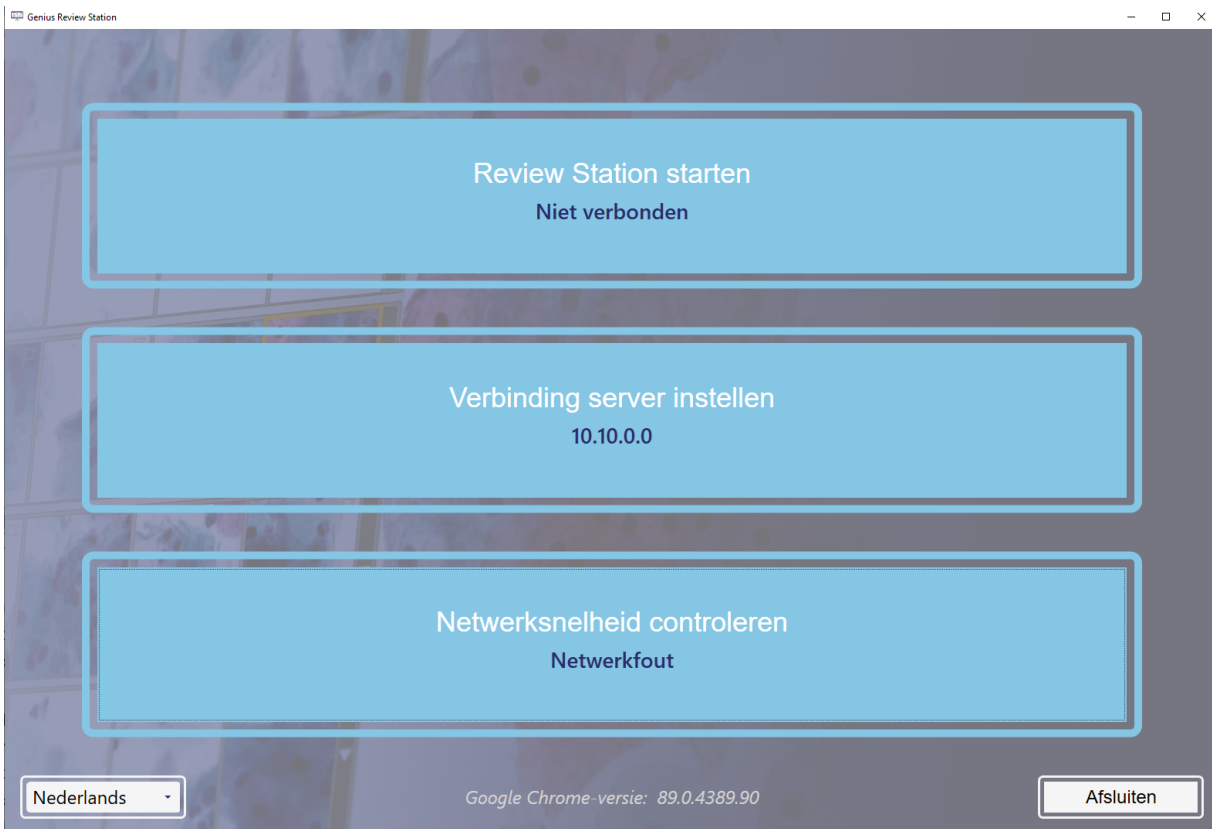 Genius Review Station
Review Station starten
Niet verbonden
Verbinding server instellen
10.10.0.0
Netwerksnelheid controleren
Netwerkfout
Nederlands
Google Chrome-versie: 89.0.4389.90
Afsluiten